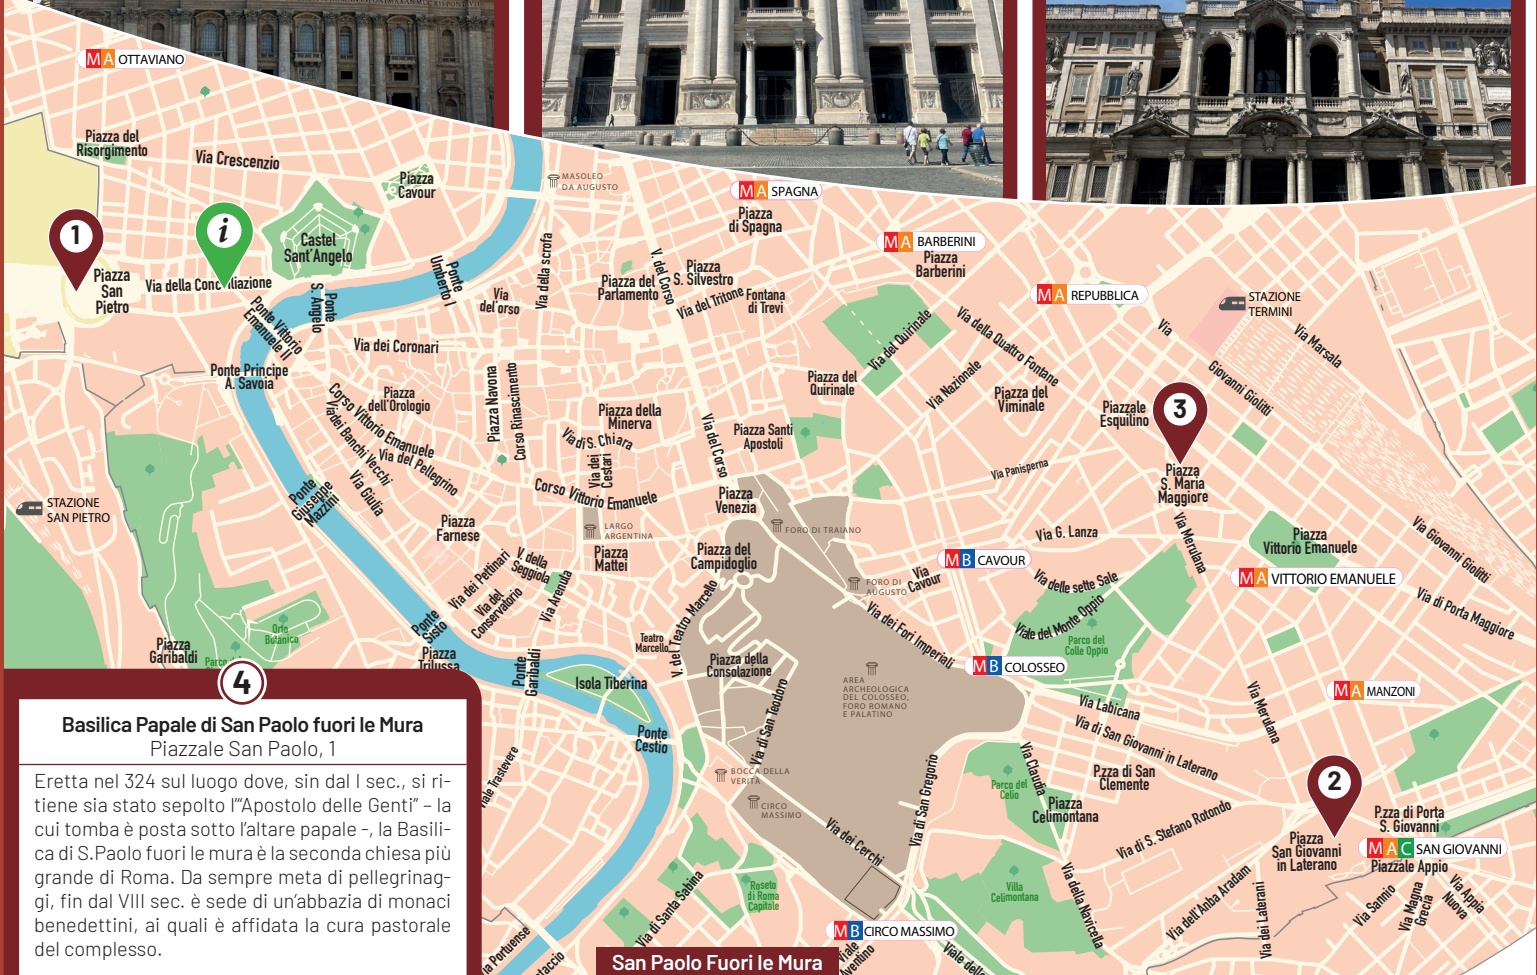 MA OTTAVIANO
Piazza del
Risorgimento
Via Crescenzio
Piazza
Cavour
MASOLEO
DA AUGUSTO
MA SPAGNA
Piazza
di Spagna
MA BARBERINI
Piazza
Barberini
MA REPUBBLICA
STAZIONE
TERMINI
1
i
Castel
Sant'Angelo
Piazza
San
Pietro
Via della Conciliazione
Ponte Vittorio
Emanuele II
Ponte
S. Angelo
Ponte
Umberto I
Via
del'orso
Via della scrofa
Piazza del
Parlamento
V. del Corso
Piazza
S. Silvestro
Via del Tritone
Fontana
di Trevi
Via del Quirinale
Via della Quattro Fontane
Via
Giovanni Giolitti
Via Marsala
Via dei Coronari
Ponte Principe
A. Savoia
Piazza
dell'Orologio
Corso Vittorio Emanuele
Via dei Banchi Vecchi
Via del Pellegrino
Via Giulia
Piazza Navona
Corso Rinascimento
Piazza della
Minerva
Via di S. Chiara
Via dei
Cestari
Corso Vittorio Emanuele
Via del Corso
Piazza Santi
Apostoli
Piazza del
Quirinale
Via Nazionale
Piazza del
Viminale
Piazzale
Esquilino
3
Piazza
S. Maria
Maggiore
Via Panisperna
Piazza
Venezia
FORO DI TRAIANO
STAZIONE
SAN PIETRO
Ponte
Giuseppe
Mazzini
Piazza
Farnese
LARGO
ARGENTINA
Piazza
Mattei
Piazza del
Campidoglio
Via G. Lanza
Via Merulana
Piazza
Vittorio Emanuele
Via Giovanni Giolitti
MB CAVOUR
Via
Cavour
FORO DI
AUGUSTO
Via delle sette Sale
MA VITTORIO EMANUELE
Via di Porta Maggiore
Via dei Pettinari
V. della
Seggiola
Via del
Conservatorio
Via Arenula
V. del Teatro Marcello
Via dei Fori Imperiali
Viale del Monte Oppio
Parco del
Colle Oppio
Orto
Botanico
Piazza
Garibaldi
Ponte
Sisto
Piazza
Trilussa
Ponte
Garibaldi
Teatro
Marcello
Piazza della
Consolazione
MB COLOSSEO
Isola Tiberina
AREA
ARCHEOLOGICA
DEL COLOSSEO,
FORO ROMANO
E PALATINO
Via di San Teodoro
Via Labicana
Via Merulana
MA MANZONI
Via di San Giovanni in Laterano
4
Basilica Papale di San Paolo fuori le Mura
Piazzale San Paolo, 1
Eretta nel 324 sul luogo dove, sin dal I sec., si ri-
tiene sia stato sepolto l'"Apostolo delle Genti" – la
cui tomba è posta sotto l'altare papale -, la Basili-
ca di S.Paolo fuori le mura è la seconda chiesa più
grande di Roma. Da sempre meta di pellegrinag-
gi, fin dal VIII sec. è sede di un'abbazia di monaci
benedettini, ai quali è affidata la cura pastorale
del complesso.
Ponte
Cestio
BOCCA DELLA
VERITÀ
CIRCO
MASSIMO
Via di San Gregorio
Via Claudia
Parco del
Celio
P.zza di San
Clemente
Piazza
Celimontana
2
P.zza di Porta
S. Giovanni
Via dei Cerchi
Via di S. Stefano Rotondo
Piazza
San Giovanni
in Laterano
MAC SAN GIOVANNI
Piazzale Appio
Via di Santa Sabina
Roseto
di Roma
Capitale
Villa
Celimontana
Via della Navicella
Via dell'Amba Aradam
Via dei Laterani
Via Sannio
Via Magna
Grecia
Via Appia
Nuova
MB CIRCO MASSIMO
San Paolo Fuori le Mura